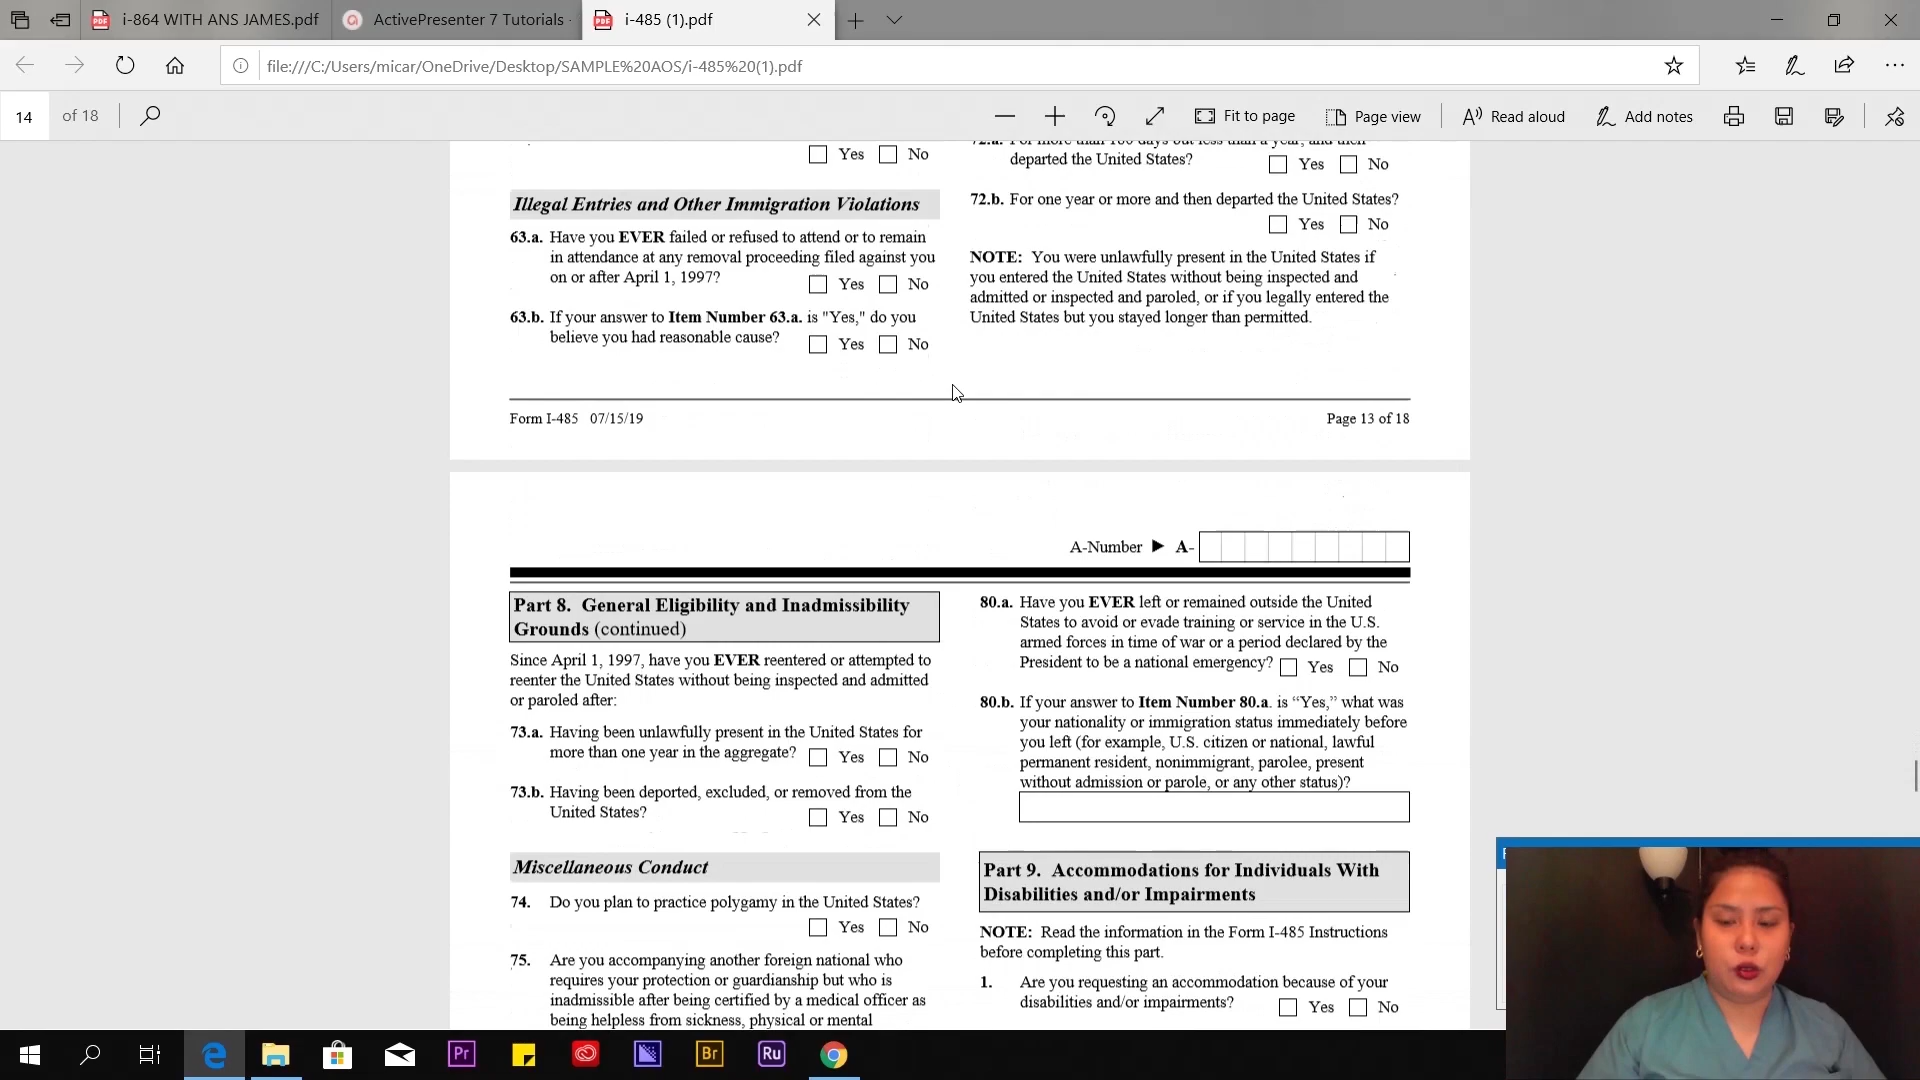 i-864 WITH ANS JAMES.pdf
ActivePresenter 7 Tutorials
i-485 (1).pdf
file:///C:/Users/micar/OneDrive/Desktop/SAMPLE%20AOS/i-485%20(1).pdf
14 of 18
Fit to page
Page view
Read aloud
Add notes
Yes No
Illegal Entries and Other Immigration Violations
63.a. Have you EVER failed or refused to attend or to remain
in attendance at any removal proceeding filed against you
on or after April 1, 1997? Yes No
63.b. If your answer to Item Number 63.a. is "Yes," do you
believe you had reasonable cause? Yes No
72.a. For more than 180 days but less than a year, and then
departed the United States? Yes No
72.b. For one year or more and then departed the United States?
Yes No
NOTE: You were unlawfully present in the United States if
you entered the United States without being inspected and
admitted or inspected and paroled, or if you legally entered the
United States but you stayed longer than permitted.
Form I-485 07/15/19
Page 13 of 18
A-Number ► A-
Part 8. General Eligibility and Inadmissibility
Grounds (continued)
Since April 1, 1997, have you EVER reentered or attempted to
reenter the United States without being inspected and admitted
or paroled after:
73.a. Having been unlawfully present in the United States for
more than one year in the aggregate? Yes No
73.b. Having been deported, excluded, or removed from the
United States? Yes No
Miscellaneous Conduct
74. Do you plan to practice polygamy in the United States?
Yes No
75. Are you accompanying another foreign national who
requires your protection or guardianship but who is
inadmissible after being certified by a medical officer as
being helpless from sickness, physical or mental
80.a. Have you EVER left or remained outside the United
States to avoid or evade training or service in the U.S.
armed forces in time of war or a period declared by the
President to be a national emergency? Yes No
80.b. If your answer to Item Number 80.a. is “Yes,” what was
your nationality or immigration status immediately before
you left (for example, U.S. citizen or national, lawful
permanent resident, nonimmigrant, parolee, present
without admission or parole, or any other status)?
Part 9. Accommodations for Individuals With
Disabilities and/or Impairments
NOTE: Read the information in the Form I-485 Instructions
before completing this part.
1. Are you requesting an accommodation because of your
disabilities and/or impairments? Yes No
Pr
Br
Ru